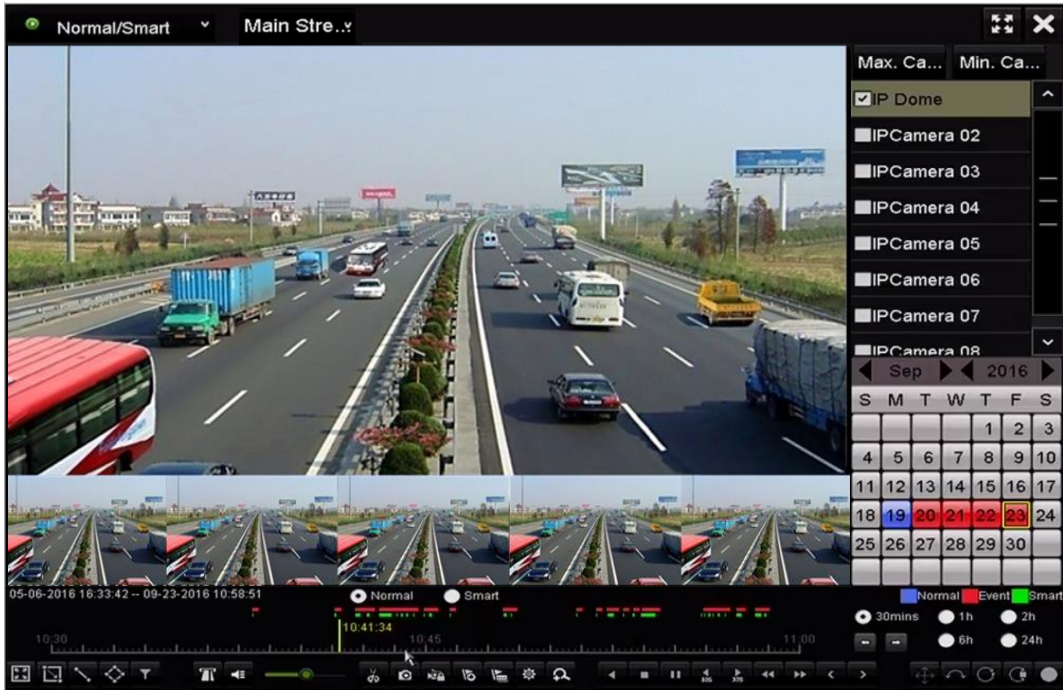 Normal/Smart Main Stre...
Max. Ca... Min. Ca...
IP Dome
IPCamera 02
IPCamera 03
IPCamera 04
IPCamera 05
IPCamera 06
IPCamera 07
IPCamera 08
Sep 2016
S M T W T F S
1 2 3
4 5 6 7 8 9 10
11 12 13 14 15 16 17
18 19 20 21 22 23 24
25 26 27 28 29 30
05-06-2016 16:33:42 -- 09-23-2016 10:58:51 Normal Smart
Normal Event Smart
10:41:34
10:30 10:45 11:00
30mins 1h 2h
6h 24h
30s 30s